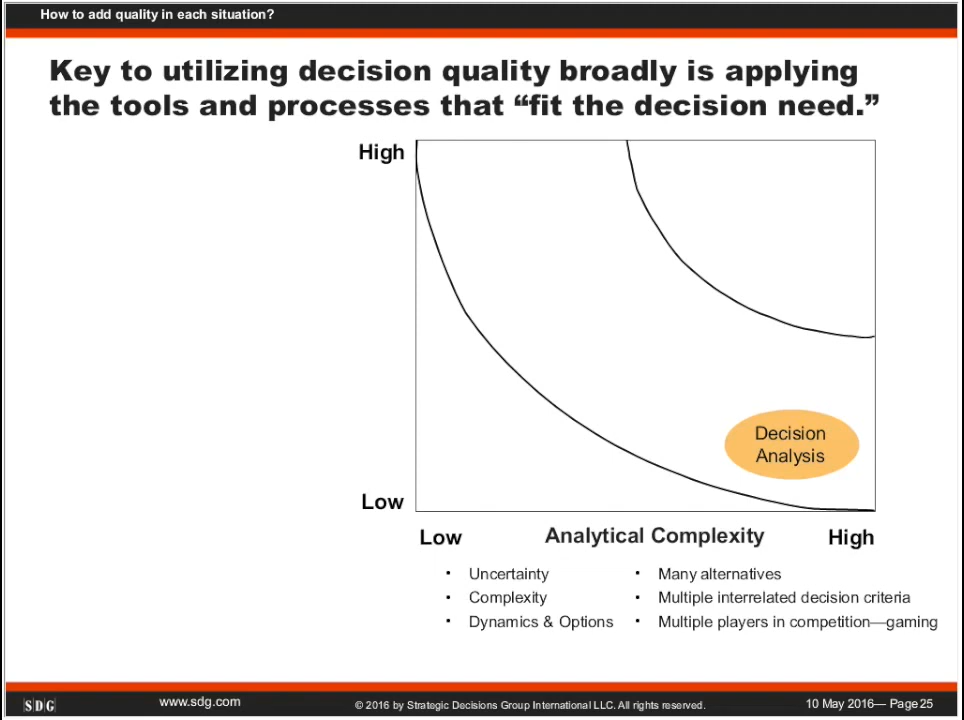 How to add quality in each situation?
Key to utilizing decision quality broadly is applying
the tools and processes that “fit the decision need.”
High
Decision
Analysis
Low
Low
Analytical Complexity
High
▪ Uncertainty
▪ Complexity
▪ Dynamics & Options
▪ Many alternatives
▪ Multiple interrelated decision criteria
▪ Multiple players in competition—gaming
SDG
www.sdg.com
© 2016 by Strategic Decisions Group International LLC. All rights reserved.
10 May 2016— Page 25